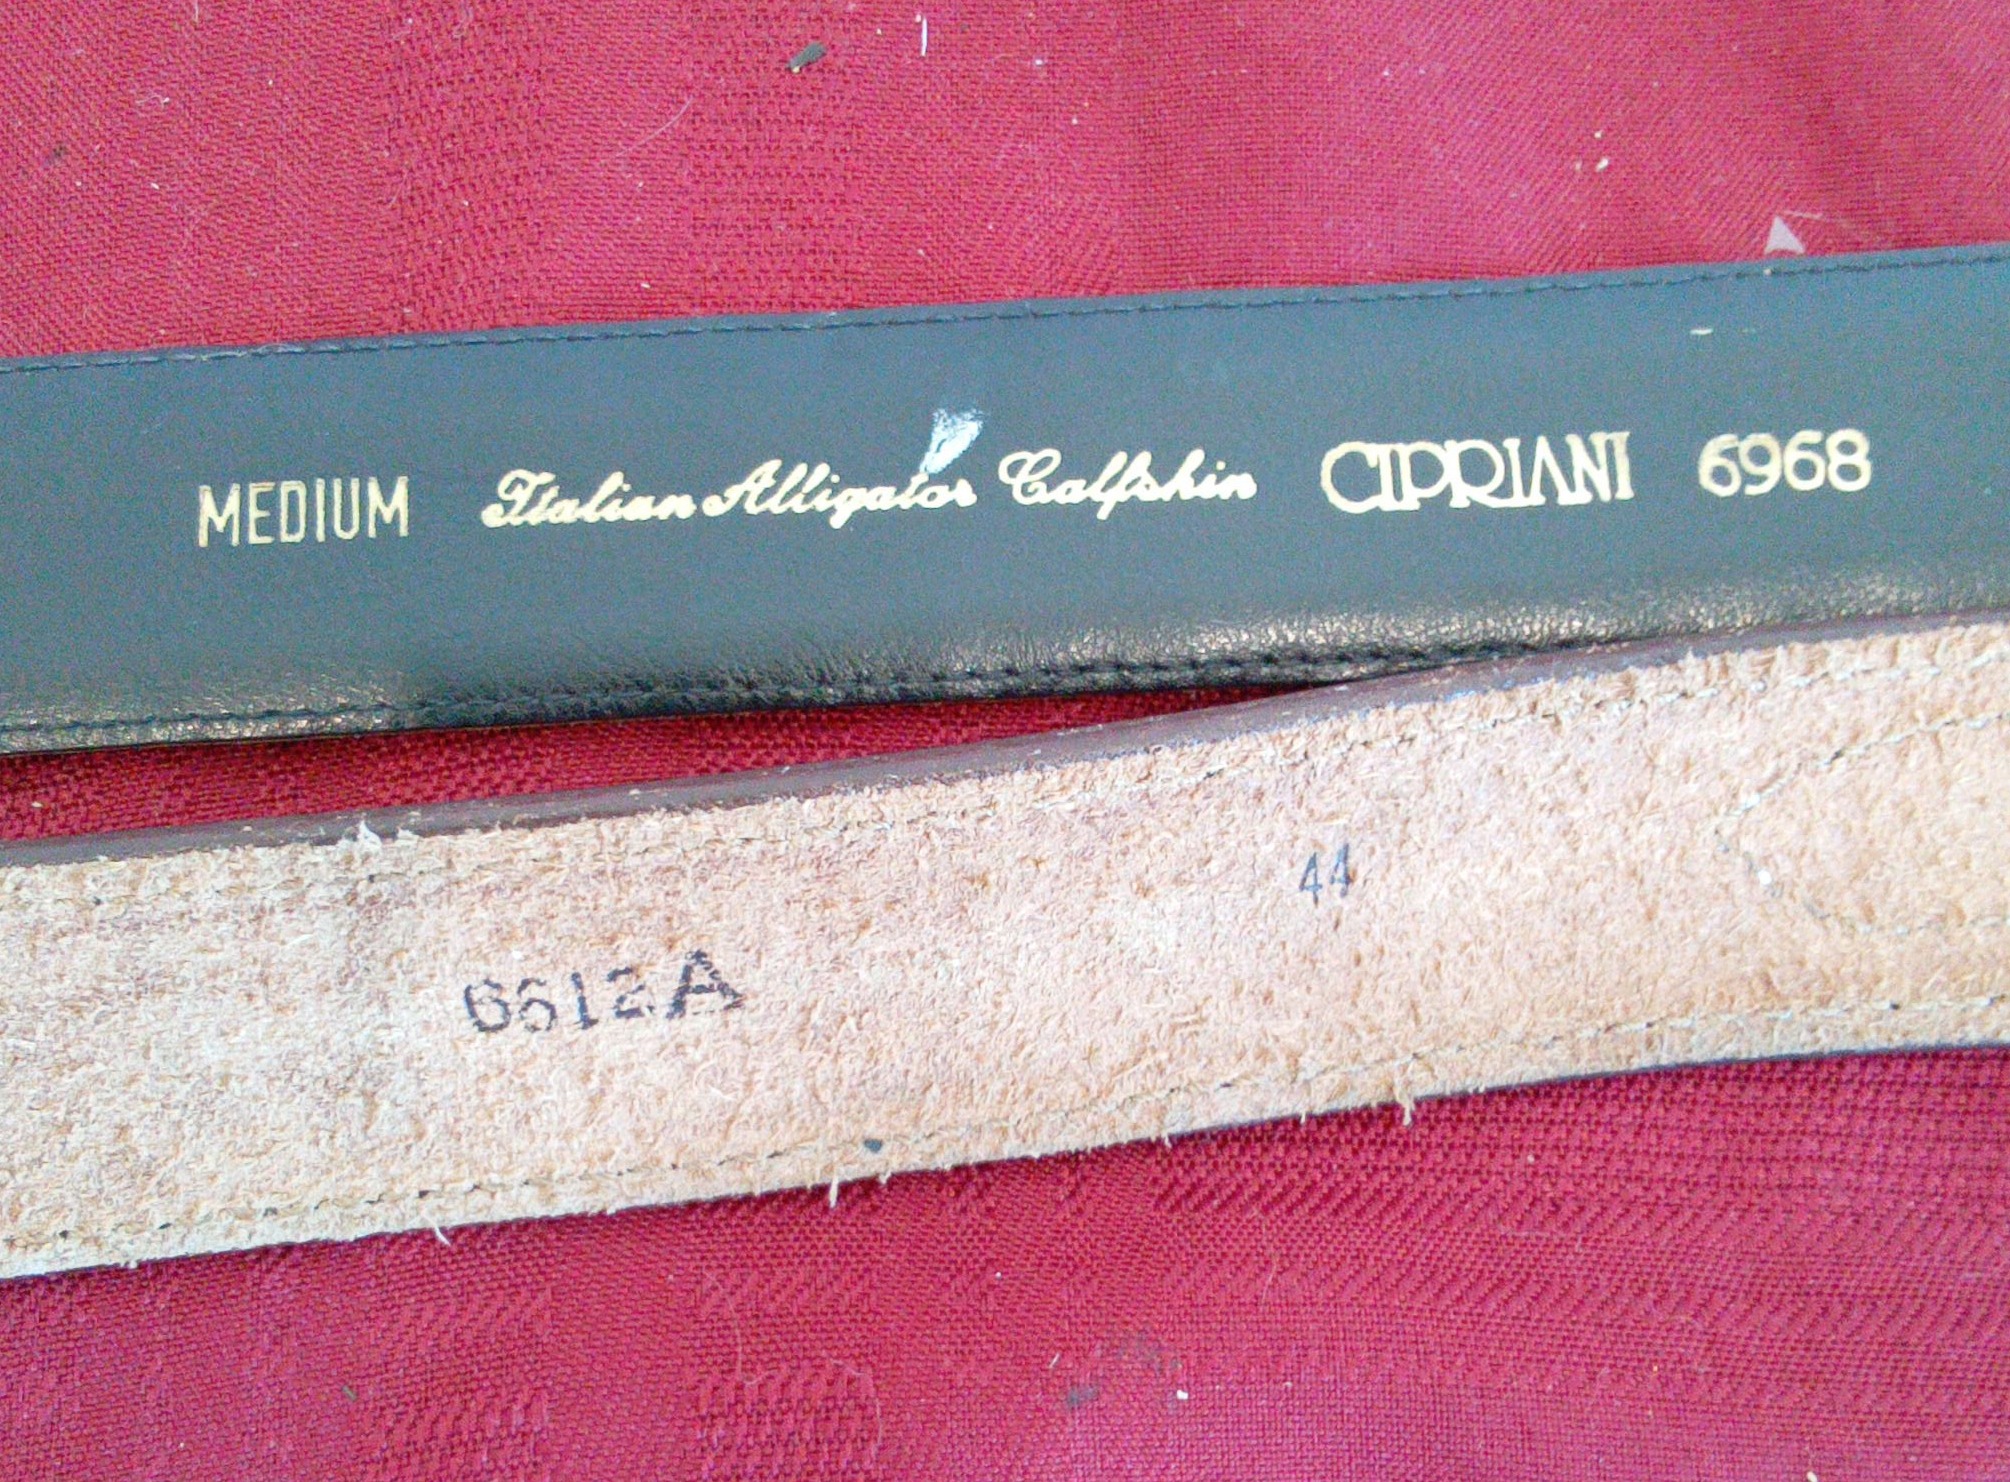 MEDIUM Italian Alligator Calfskin CIPRIANI 6968
44
6612A